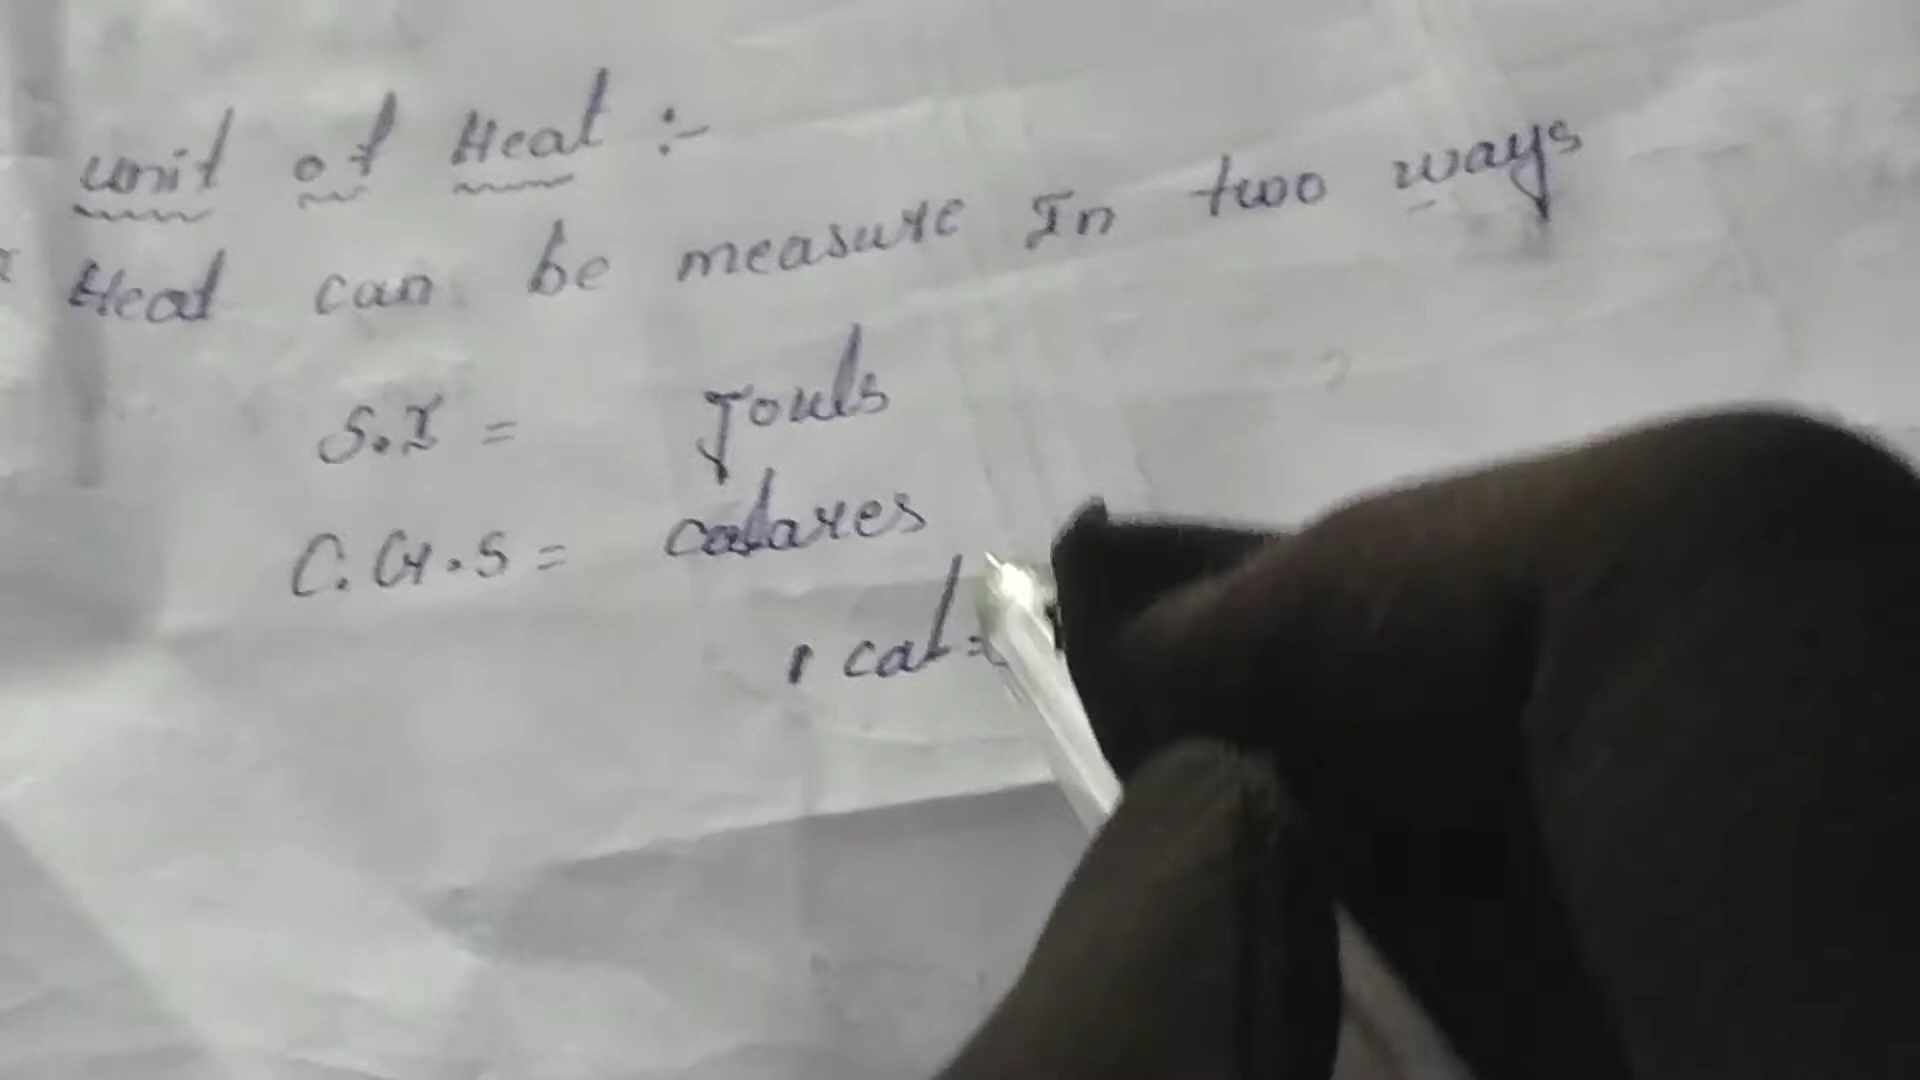 unit of Heat :-
Heat can be measure In two ways
S.I = Jouls
C.G.S = calares
1 cal =